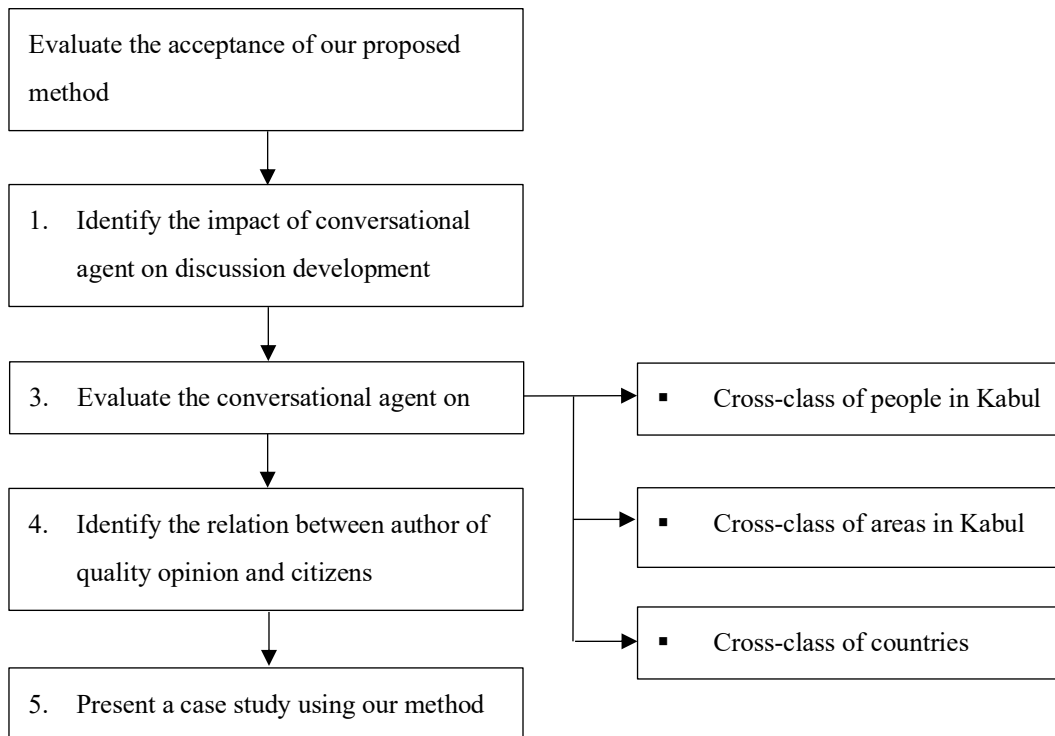 Evaluate the acceptance of our proposed
method
1. Identify the impact of conversational
agent on discussion development
3. Evaluate the conversational agent on
▪ Cross-class of people in Kabul
▪ Cross-class of areas in Kabul
▪ Cross-class of countries
4. Identify the relation between author of
quality opinion and citizens
5. Present a case study using our method